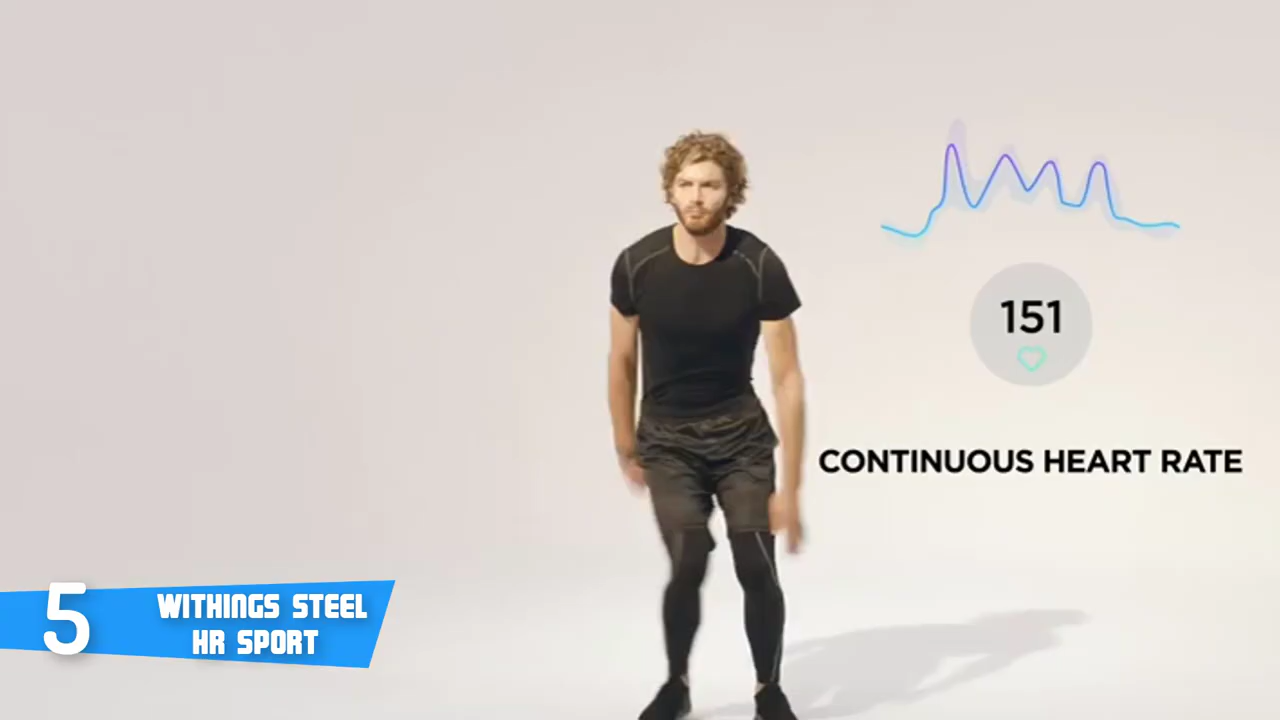 151
CONTINUOUS HEART RATE
5
WITHINGS STEEL
HR SPORT